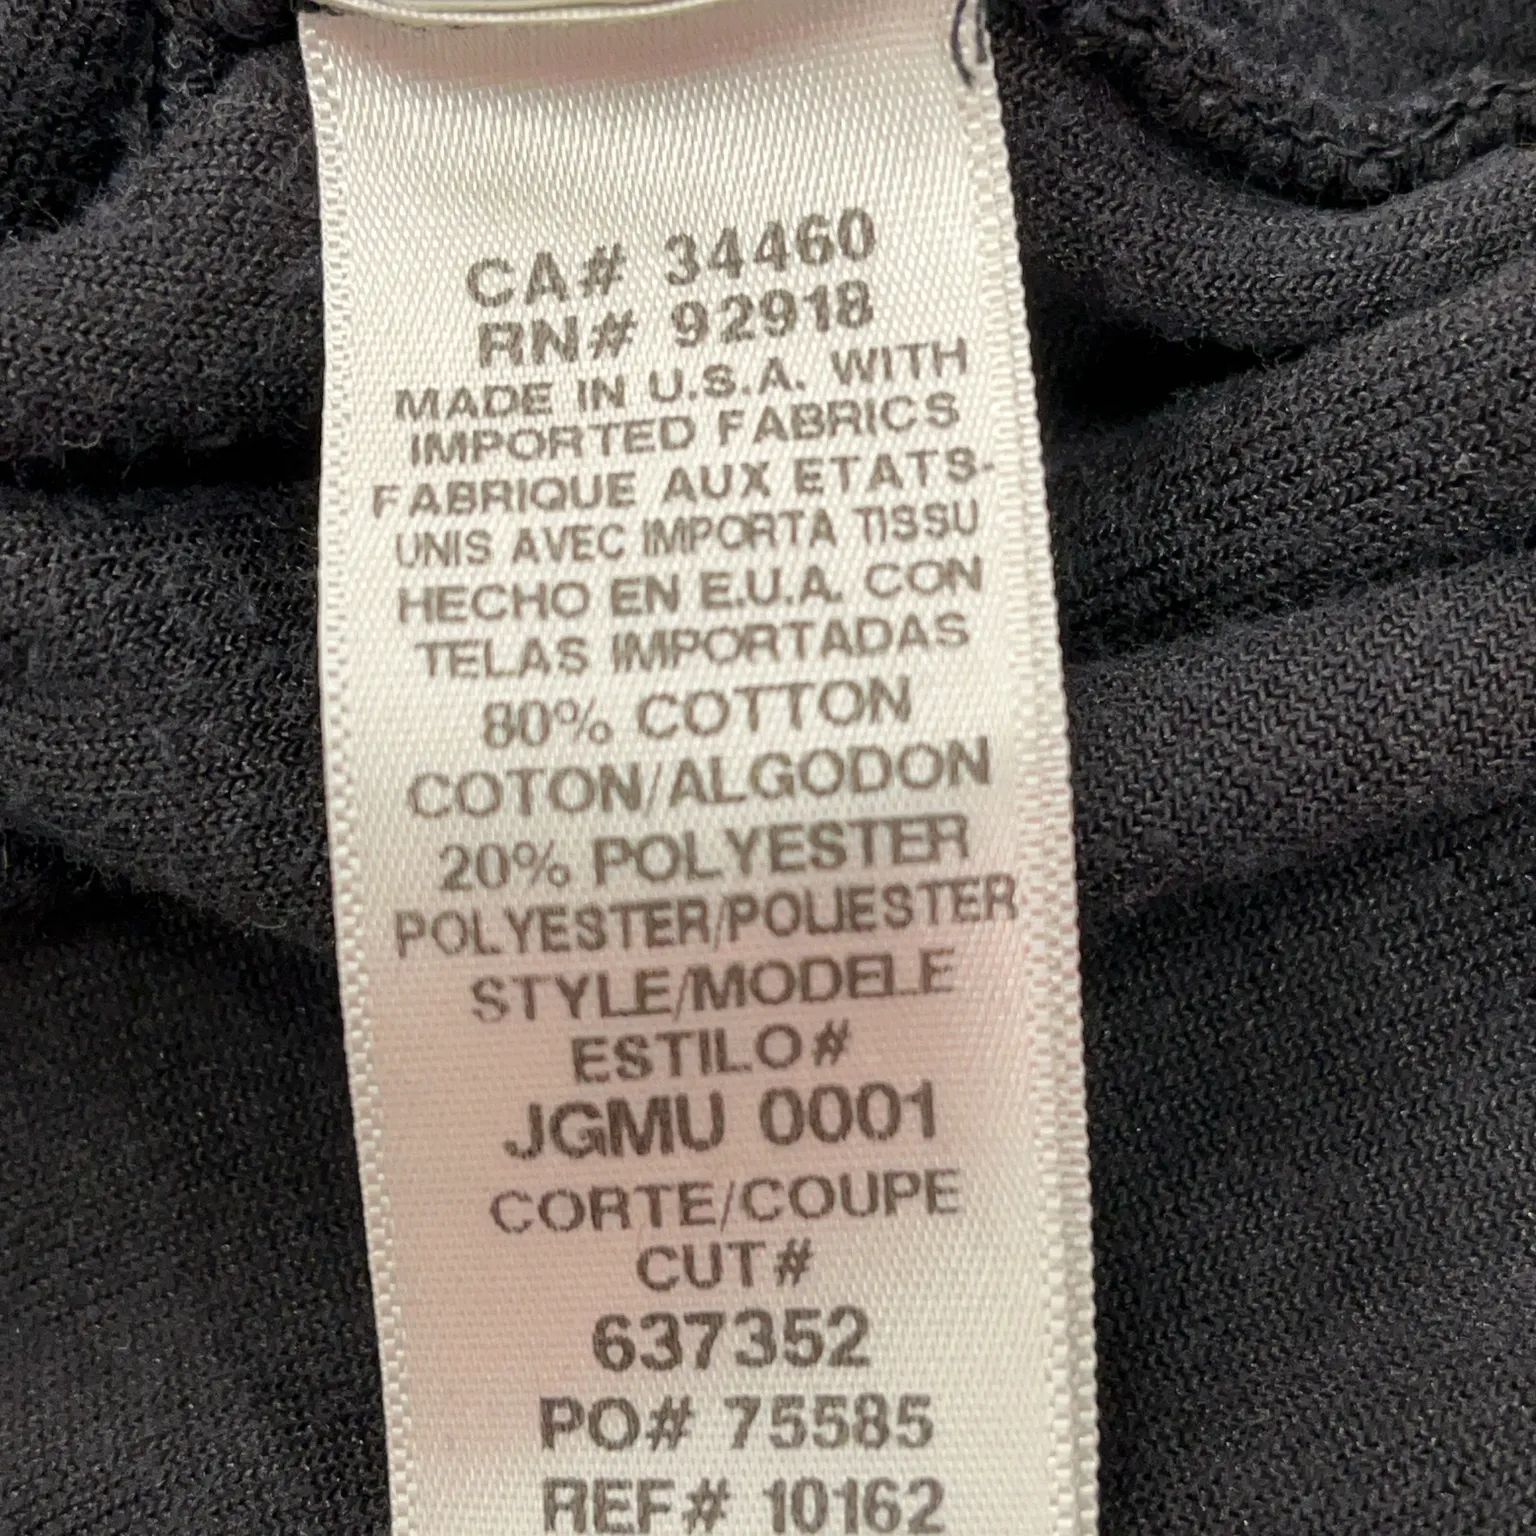 CA# 34460
RN# 92918
MADE IN U.S.A. WITH
IMPORTED FABRICS
FABRIQUE AUX ETATS-
UNIS AVEC IMPORTA TISSU
HECHO EN E.U.A. CON
TELAS IMPORTADAS
80% COTTON
COTON/ALGODON
20% POLYESTER
POLYESTER/POLIESTER
STYLE/MODELE
ESTILO#
JGMU 0001
CORTE/COUPE
CUT#
637352
PO# 75585
REF# 10162